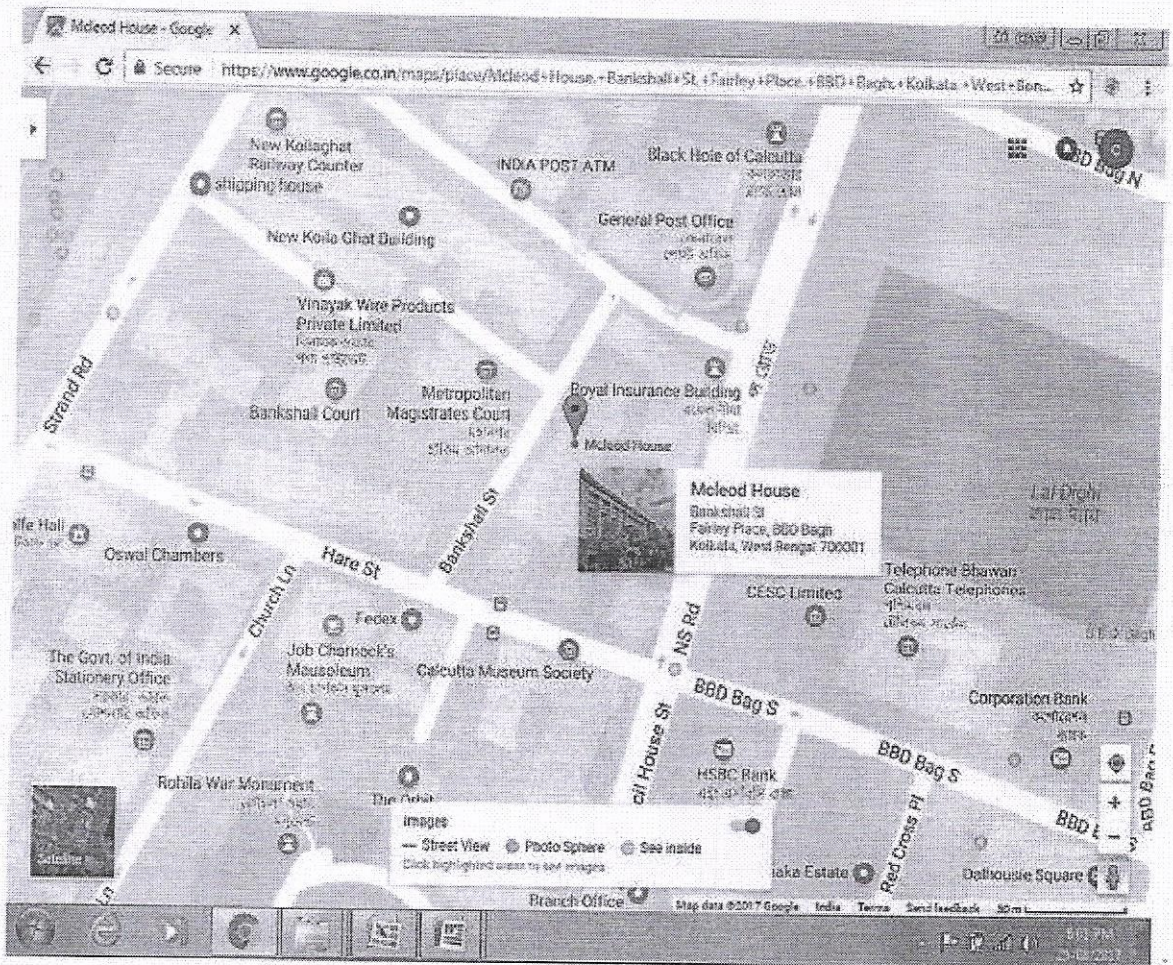 Mcleod House - Google
Secure https://www.google.co.in/maps/place/Mcleod+House,+Bankshall+St,+Fairley+Place,+BBD+Bagh,+Kolkata,+West+Ben...
New Koilaghat
Railway Counter
shipping house
INDIA POST ATM
Black Hole of Calcutta
BBD Bag N
New Koila Ghat Building
General Post Office
Vinayak Wire Products
Private Limited
Strand Rd
Bankshall Court
Metropolitan
Magistrates Court
Royal Insurance Building
Mcleod House
Mcleod House
Bankshall St
Fairley Place, BBD Bagh
Kolkata, West Bengal 700001
Lal Dighi
Bankshall St
Oswal Chambers
Hare St
Church Ln
CESC Limited
Telephone Bhawan
Calcutta Telephones
Fedex
NS Rd
The Govt. of India
Stationery Office
Job Charnock's
Mausoleum
Calcutta Museum Society
BBD Bag S
Corporation Bank
HSBC Bank
BBD Bag S
Rohila War Monument
The Orbit
Satellite
Images
Street View Photo Sphere See inside
Click highlighted areas to see images
Red Cross Pl
Dalhousie Square
Branch Office
Map data ©2017 Google India Terms Send feedback 50 m